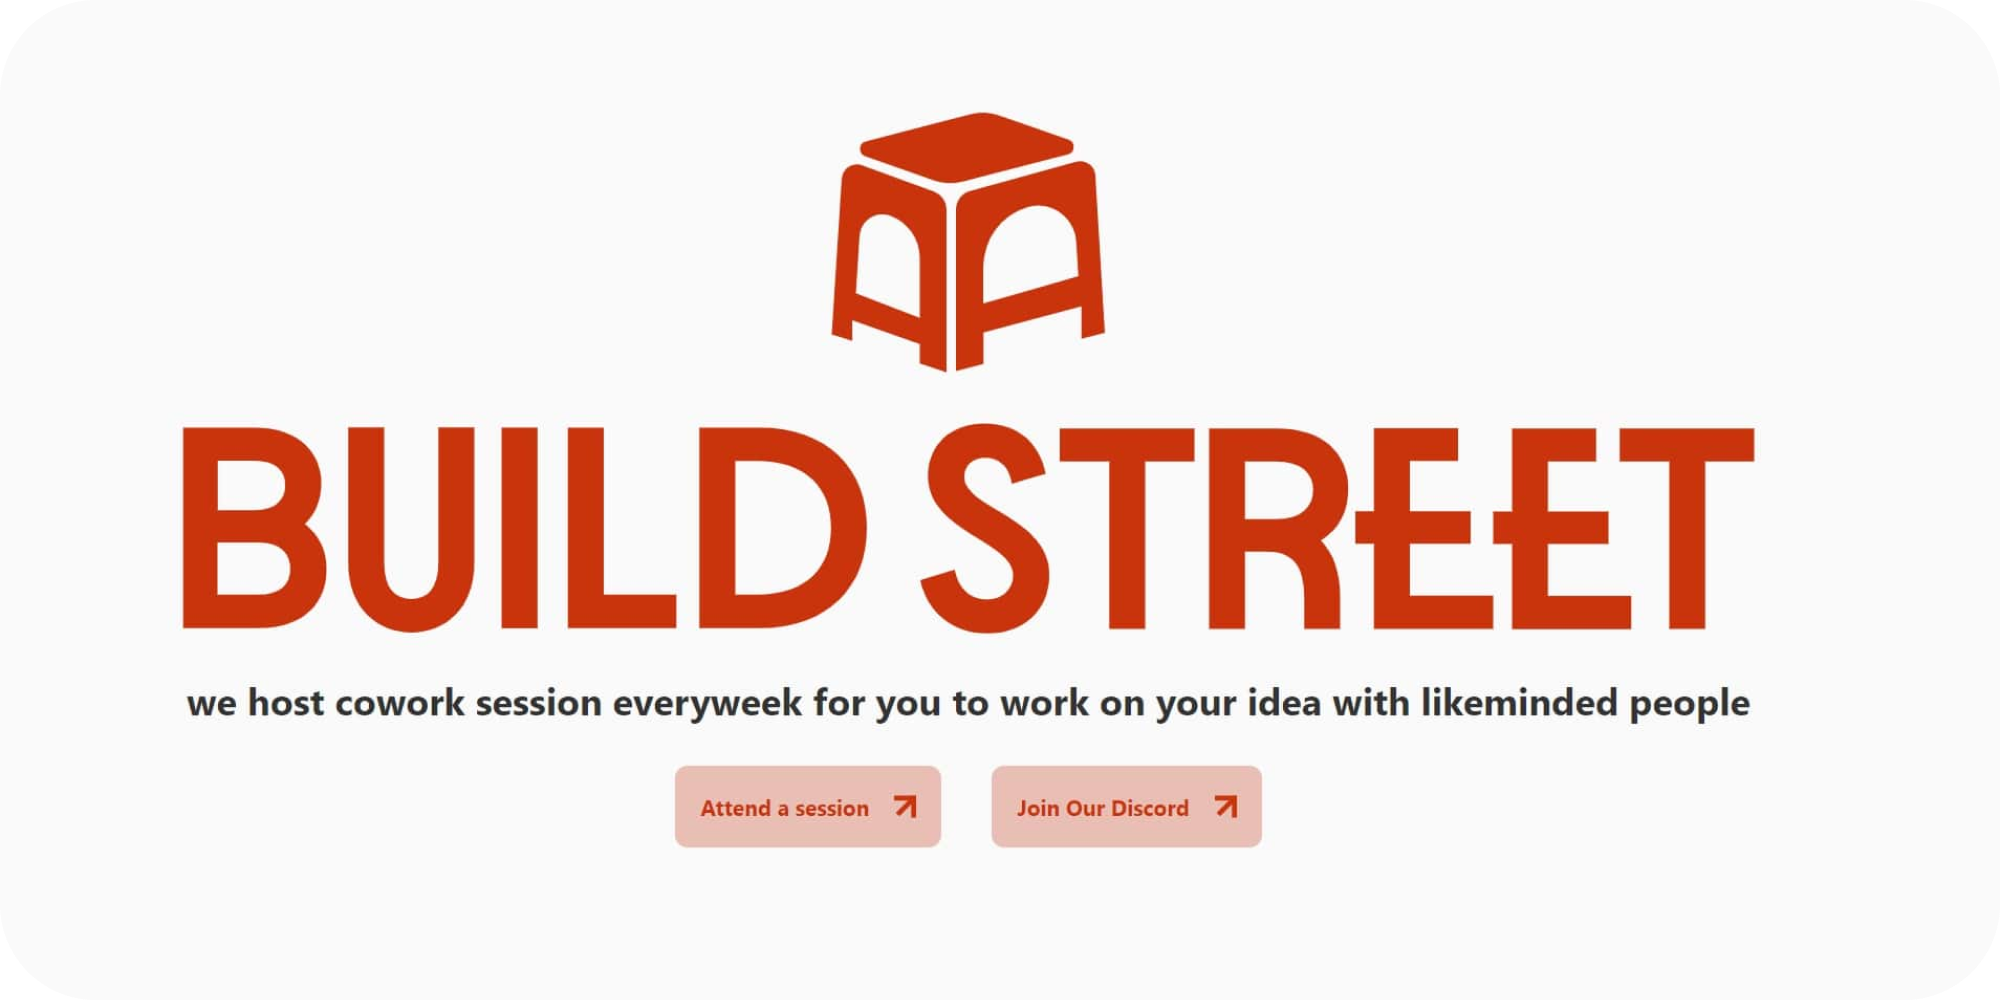 BUILD STREET
we host cowork session everyweek for you to work on your idea with likeminded people
Attend a session
Join Our Discord